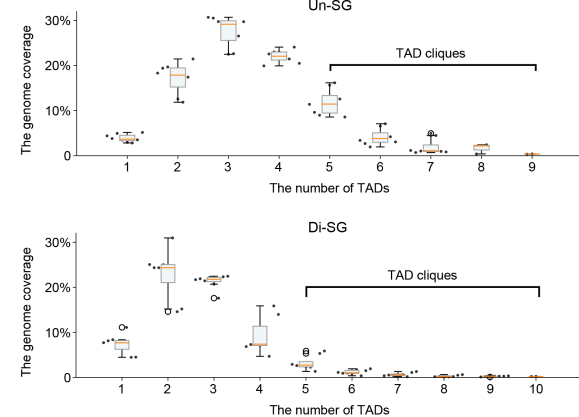 Un-SG
The genome coverage
30%
20%
10%
0
TAD cliques
1 2 3 4 5 6 7 8 9
The number of TADs
Di-SG
The genome coverage
30%
20%
10%
0
TAD cliques
1 2 3 4 5 6 7 8 9 10
The number of TADs